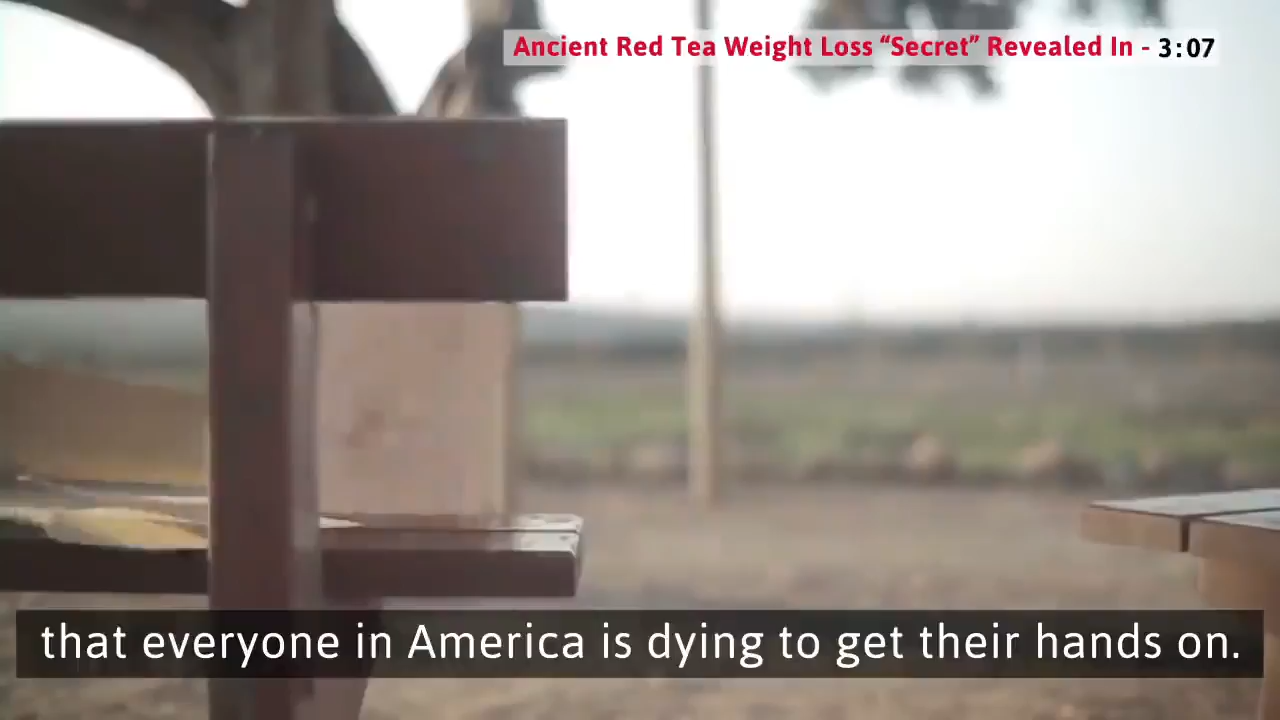 Ancient Red Tea Weight Loss “Secret” Revealed In - 3:07
that everyone in America is dying to get their hands on.